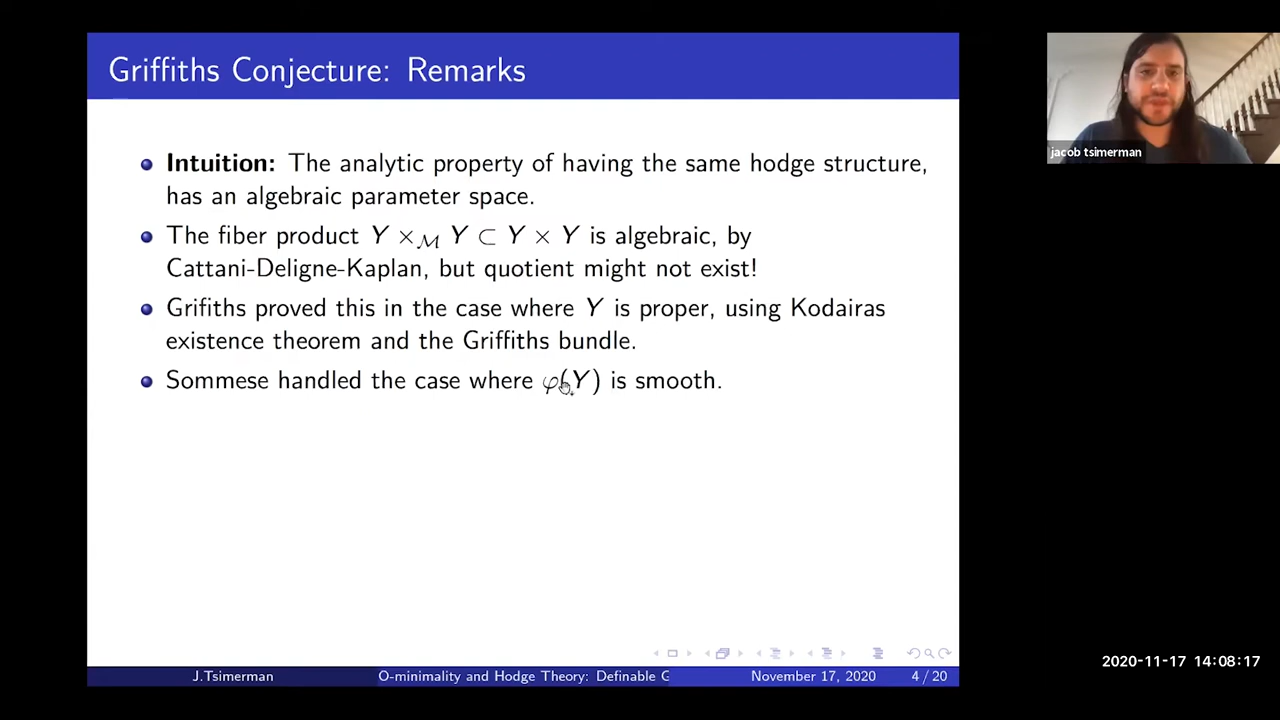 Griffiths Conjecture: Remarks
Intuition: The analytic property of having the same hodge structure,
has an algebraic parameter space.
The fiber product Y ×_M Y ⊂ Y × Y is algebraic, by
Cattani-Deligne-Kaplan, but quotient might not exist!
Grifiths proved this in the case where Y is proper, using Kodairas
existence theorem and the Griffiths bundle.
Sommese handled the case where φ(Y) is smooth.
jacob tsimerman
J.Tsimerman
O-minimality and Hodge Theory: Definable G
November 17, 2020
4 / 20
2020-11-17 14:08:17